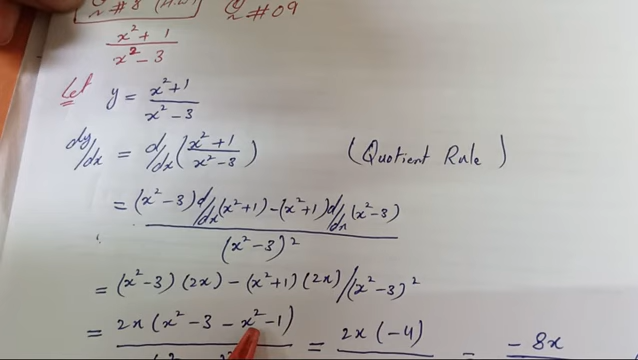 Q #8 (H.W) Q #09
x² + 1 / x² - 3
Let y = x²+1 / x² - 3
dy/dx = d/dx (x²+1 / x²-3) (Quotient Rule)
= (x²-3) d/dx (x²+1) - (x²+1) d/dx (x²-3) / (x²-3)²
= (x²-3) (2x) - (x²+1) (2x) / (x²-3)²
= 2x (x² - 3 - x² - 1) = 2x (-4) = -8x